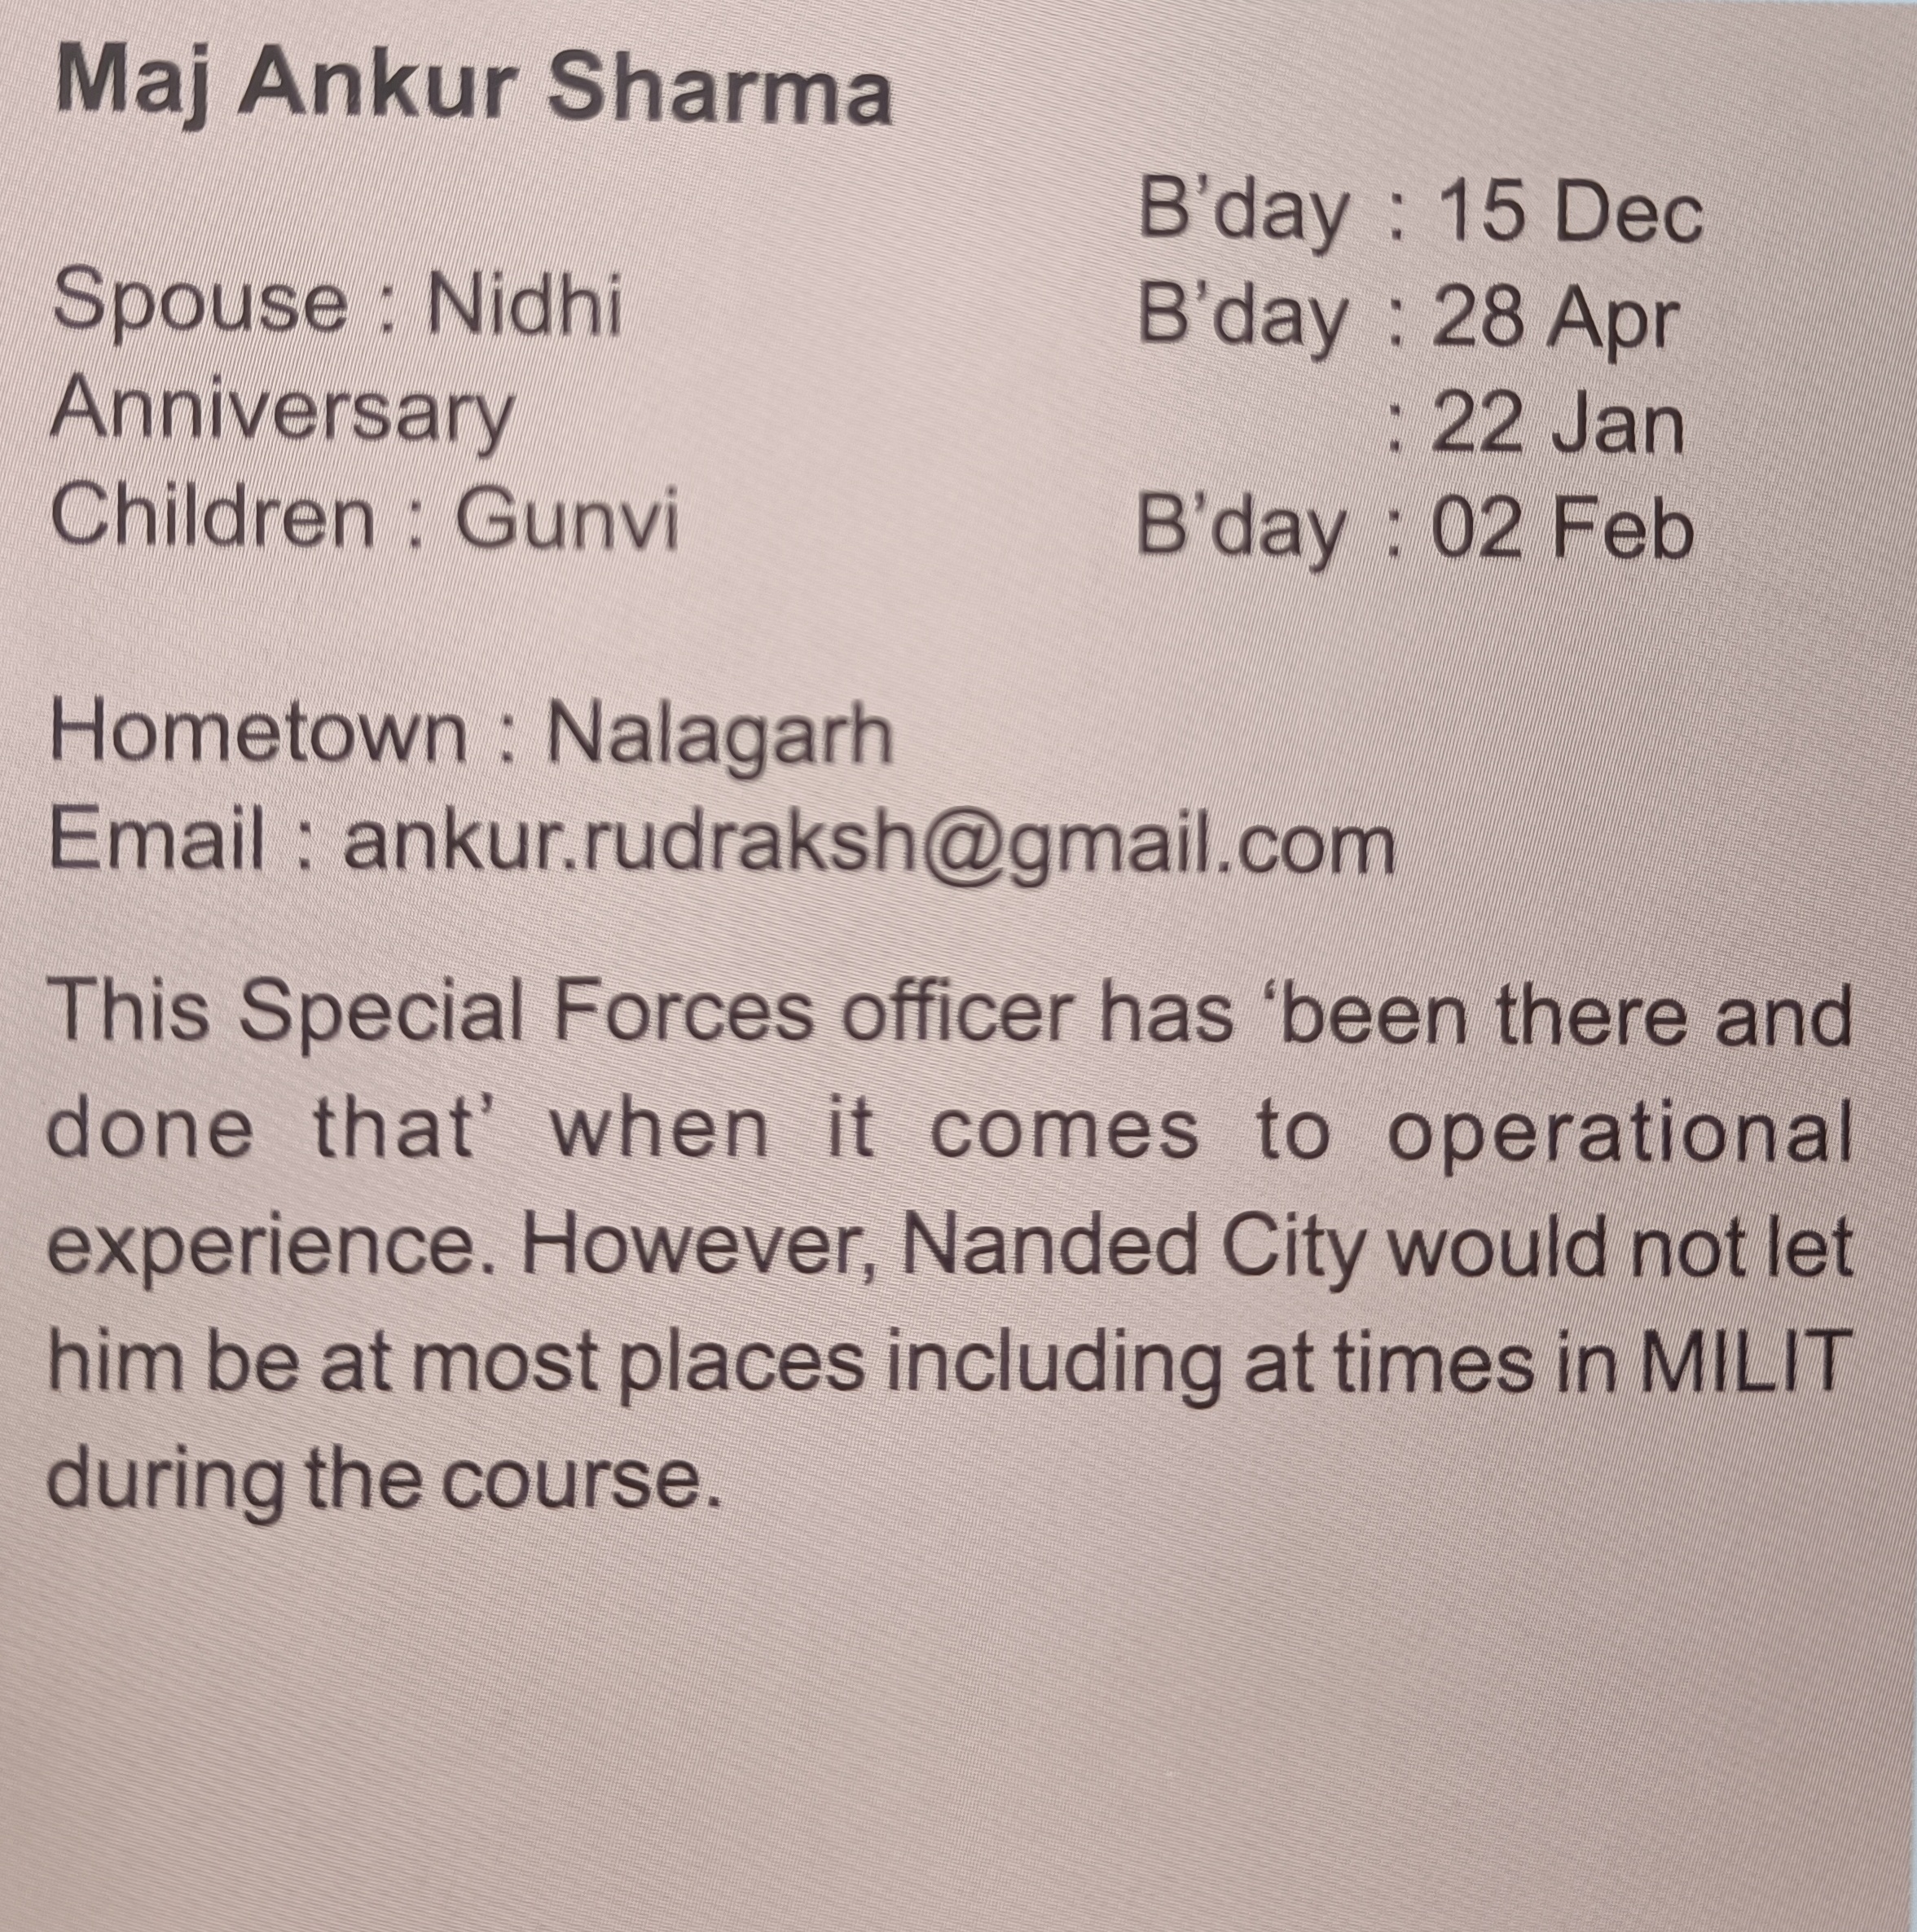 Maj Ankur Sharma
B’day : 15 Dec
Spouse : Nidhi B’day : 28 Apr
Anniversary : 22 Jan
Children : Gunvi B’day : 02 Feb
Hometown : Nalagarh
Email : ankur.rudraksh@gmail.com
This Special Forces officer has ‘been there and
done that’ when it comes to operational
experience. However, Nanded City would not let
him be at most places including at times in MILIT
during the course.